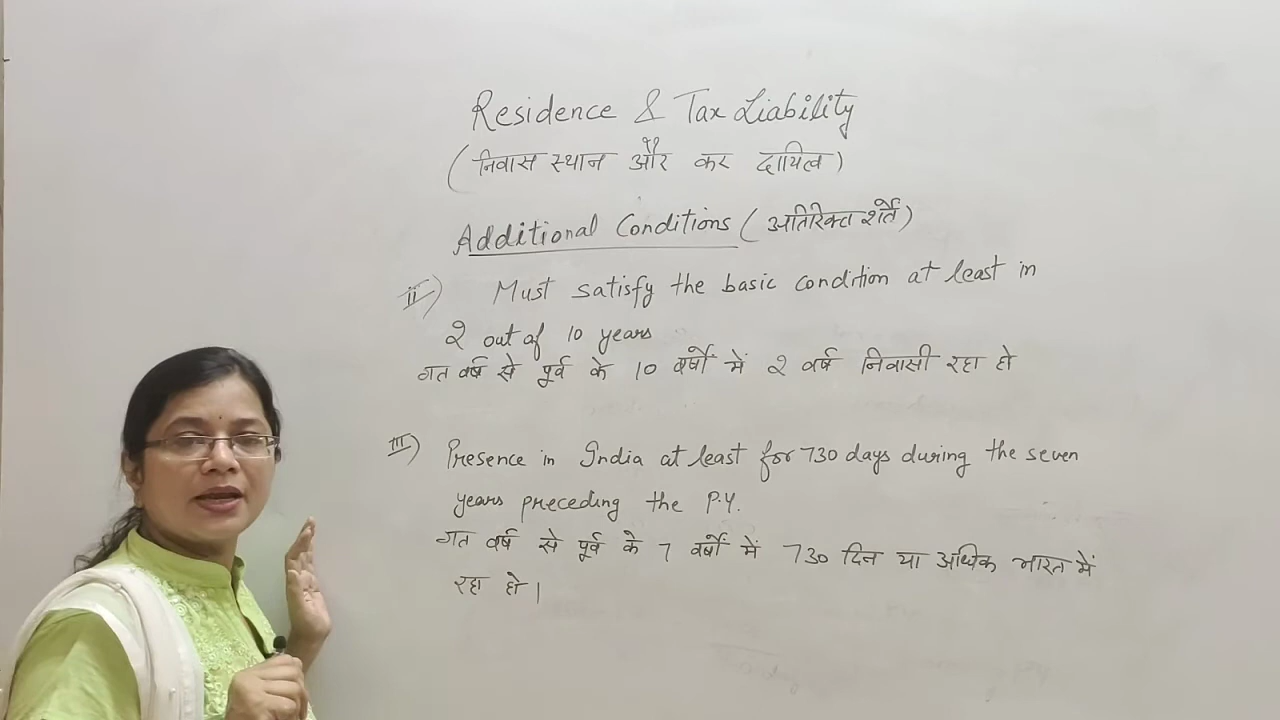 Residence & Tax Liability
(निवास स्थान और कर दायित्व)
Additional Conditions (अतिरिक्त शर्तें)
II) Must satisfy the basic condition at least in
2 out of 10 years
गत वर्ष से पूर्व के 10 वर्षों में 2 वर्ष निवासी रहा हो
III) Presence in India at least for 730 days during the seven
years preceding the P.Y.
गत वर्ष से पूर्व के 7 वर्षों में 730 दिन या अधिक भारत में
रहा हो।